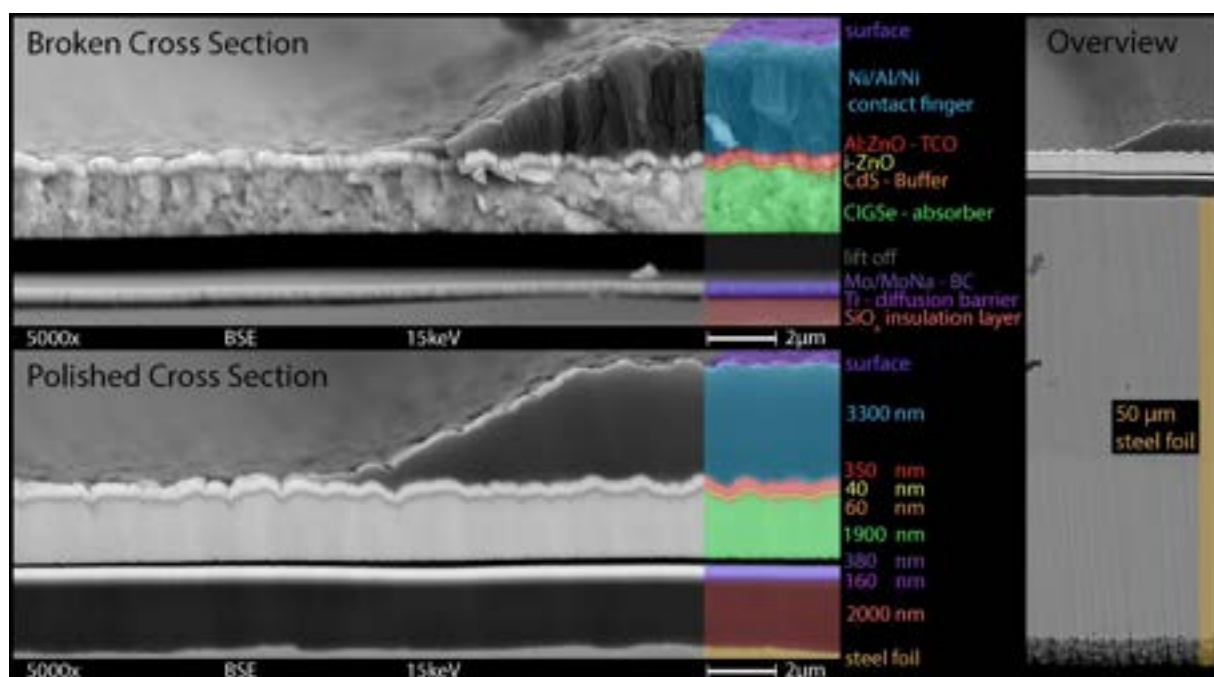 Broken Cross Section
surface
Ni/Al/Ni
contact finger
Al:ZnO - TCO
i-ZnO
CdS - Buffer
CIGSe - absorber
lift off
Mo/MoNa - BC
Ti - diffusion barrier
SiOx insulation layer
5000x BSE 15keV 2µm
Polished Cross Section
surface
3300 nm
350 nm
40 nm
60 nm
1900 nm
380 nm
160 nm
2000 nm
steel foil
5000x BSE 15keV 2µm
Overview
50 µm
steel foil